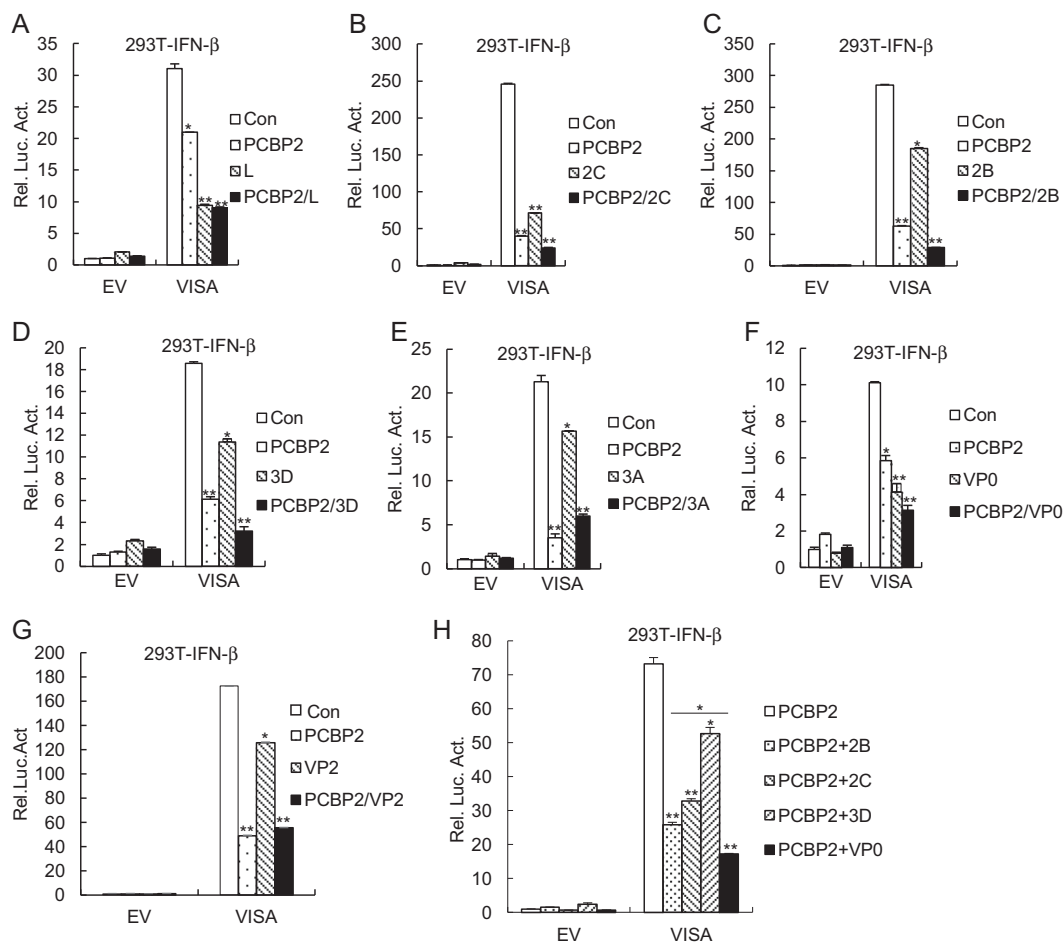 A
293T-IFN-β
Rel. Luc. Act.
35
30
25
20
15
10
5
0
*
**
**
EV
VISA
Con
PCBP2
L
PCBP2/L
B
293T-IFN-β
Rel. Luc. Act.
300
250
200
150
100
50
0
**
**
**
EV
VISA
Con
PCBP2
2C
PCBP2/2C
C
293T-IFN-β
Rel. Luc. Act.
350
300
250
200
150
100
50
0
**
*
**
EV
VISA
Con
PCBP2
2B
PCBP2/2B
D
293T-IFN-β
Rel. Luc. Act.
20
18
16
14
12
10
8
6
4
2
0
**
*
**
EV
VISA
Con
PCBP2
3D
PCBP2/3D
E
293T-IFN-β
Rel. Luc. Act.
25
20
15
10
5
0
**
*
**
EV
VISA
Con
PCBP2
3A
PCBP2/3A
F
293T-IFN-β
Ral. Luc. Act.
12
10
8
6
4
2
0
*
**
**
EV
VISA
Con
PCBP2
VP0
PCBP2/VP0
G
293T-IFN-β
Rel.Luc.Act
200
180
160
140
120
100
80
60
40
20
0
**
*
**
EV
VISA
Con
PCBP2
VP2
PCBP2/VP2
H
293T-IFN-β
Rel. Luc. Act.
80
70
60
50
40
30
20
10
0
*
**
**
*
**
EV
VISA
PCBP2
PCBP2+2B
PCBP2+2C
PCBP2+3D
PCBP2+VP0